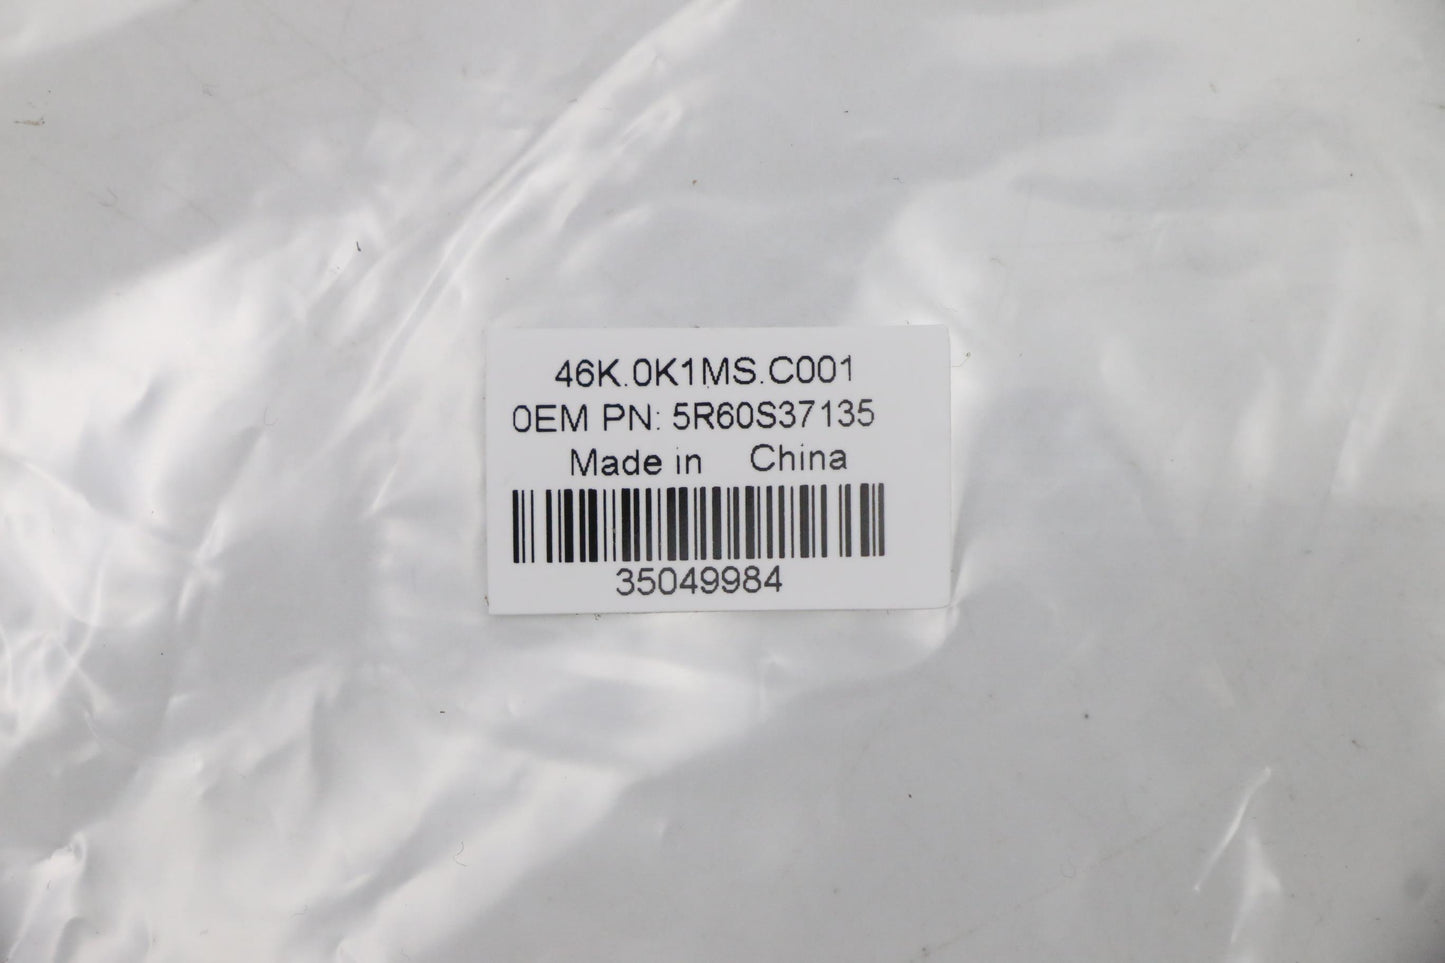 46K.0K1MS.C001
0EM PN: 5R60S37135
Made in China
35049984